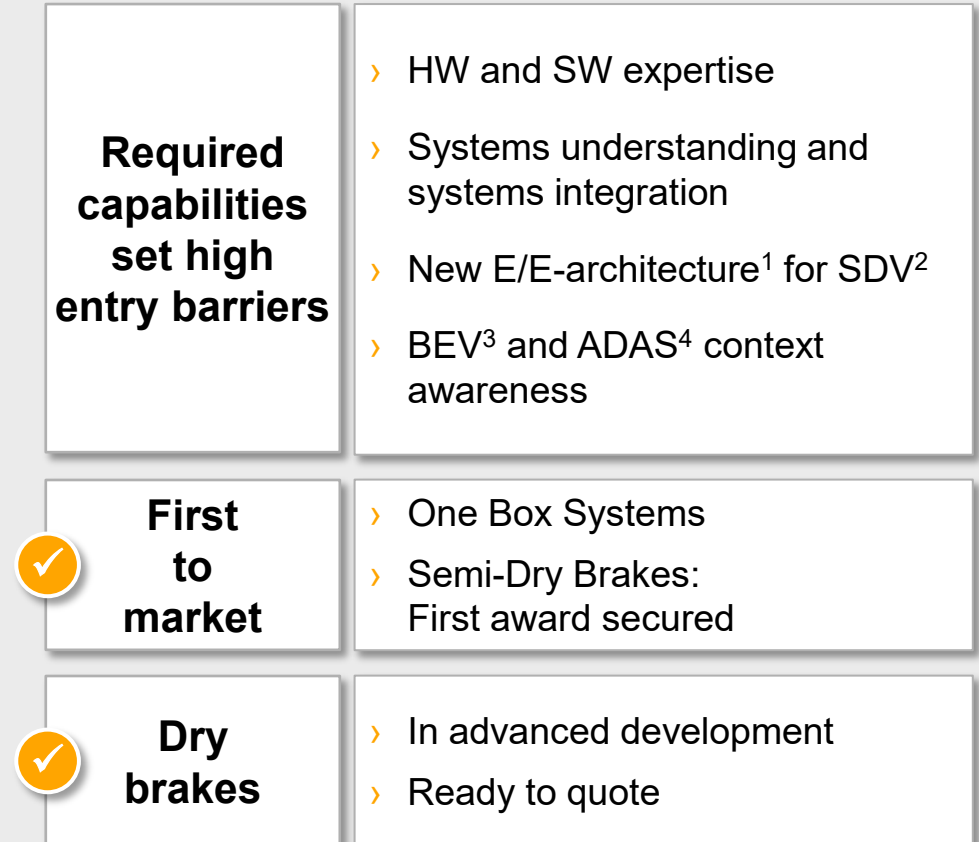 Required
capabilities
set high
entry barriers
› HW and SW expertise
› Systems understanding and
systems integration
› New E/E-architecture¹ for SDV²
› BEV³ and ADAS⁴ context
awareness
First
to
market
› One Box Systems
› Semi-Dry Brakes:
First award secured
Dry
brakes
› In advanced development
› Ready to quote